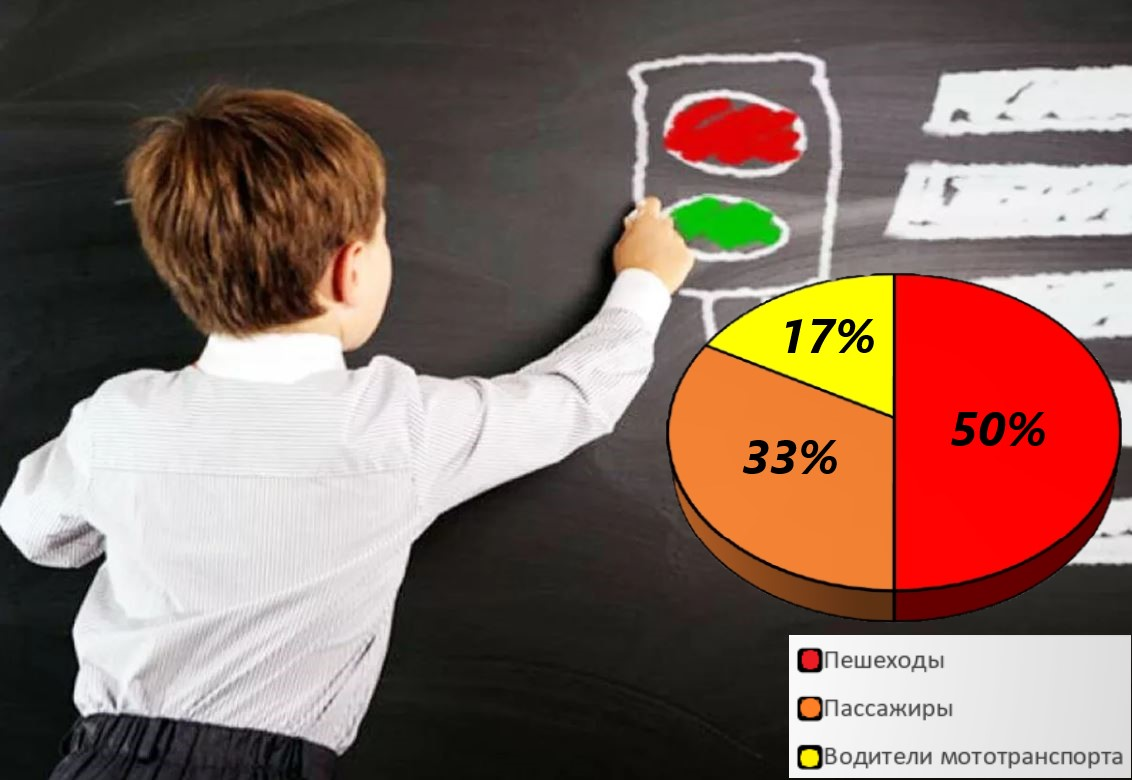 17%
50%
33%
Пешеходы
Пассажиры
Водители мототранспорта